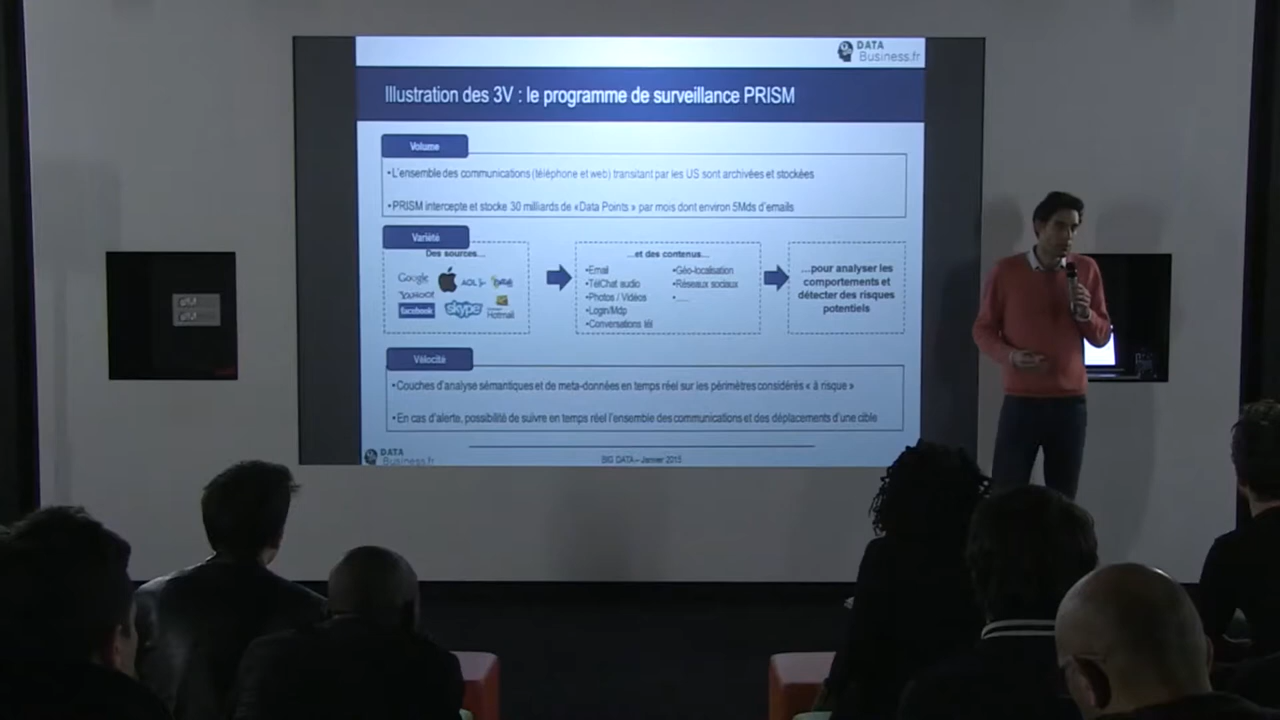 DATA
Business.fr
Illustration des 3V : le programme de surveillance PRISM
Volume
•L'ensemble des communications (téléphone et web) transitant par les US sont archivées et stockées
•PRISM intercepte et stocke 30 milliards de «Data Points » par mois dont environ 5Mds d'emails
Variété
Des sources...
Google
AOL
YAHOO!
facebook
skype
Hotmail
...et des contenus...
•Email
•Tél/Chat audio
•Photos / Vidéos
•Login/Mdp
•Conversations tél
•Géo-localisation
•Réseaux sociaux
•.....
...pour analyser les
comportements et
détecter des risques
potentiels
Vélocité
•Couches d'analyse sémantiques et de meta-données en temps réel sur les périmètres considérés « à risque »
•En cas d'alerte, possibilité de suivre en temps réel l'ensemble des communications et des déplacements d'une cible
DATA
Business.fr
BIG DATA – Janvier 2015